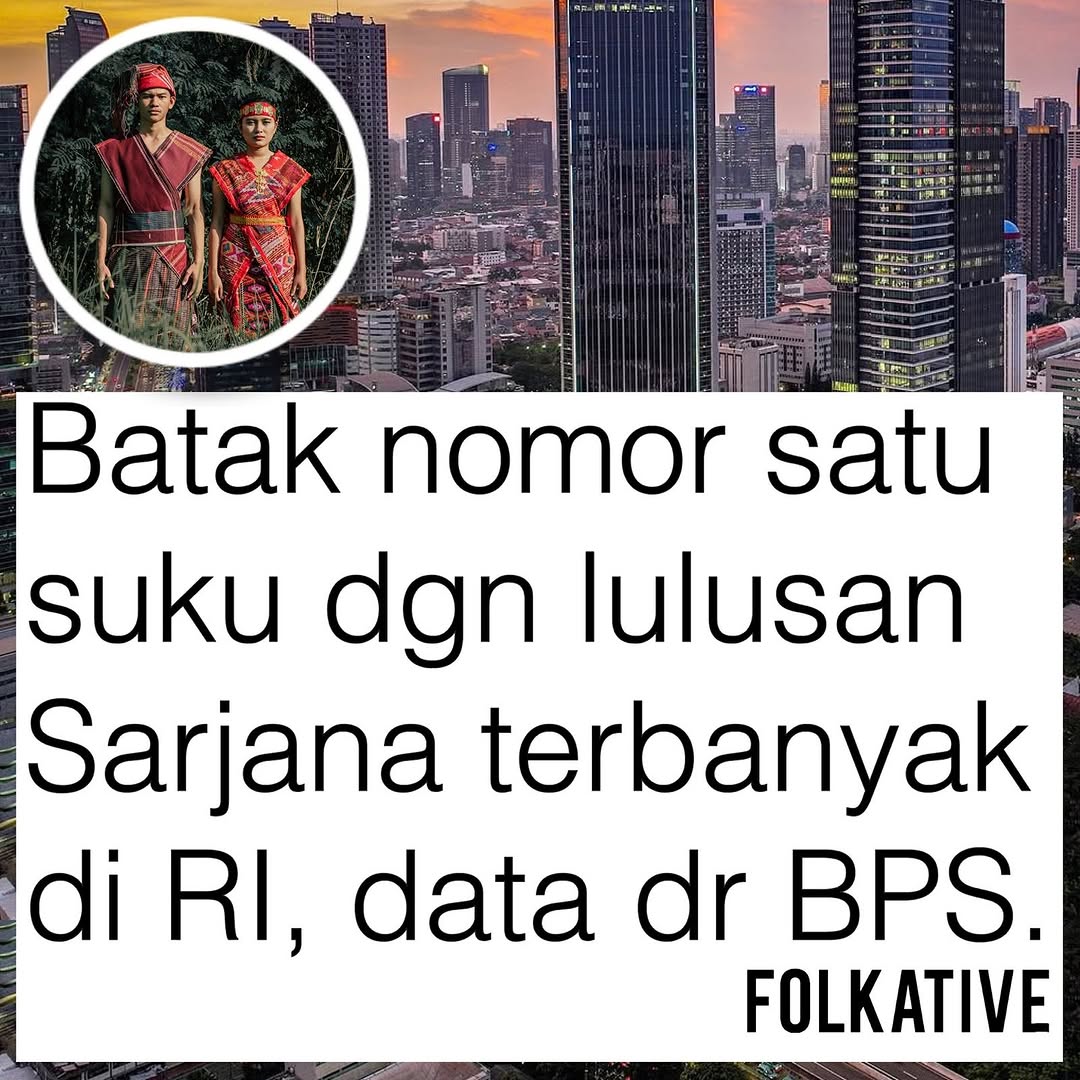 Batak nomor satu
suku dgn lulusan
Sarjana terbanyak
di RI, data dr BPS.
FOLKATIVE